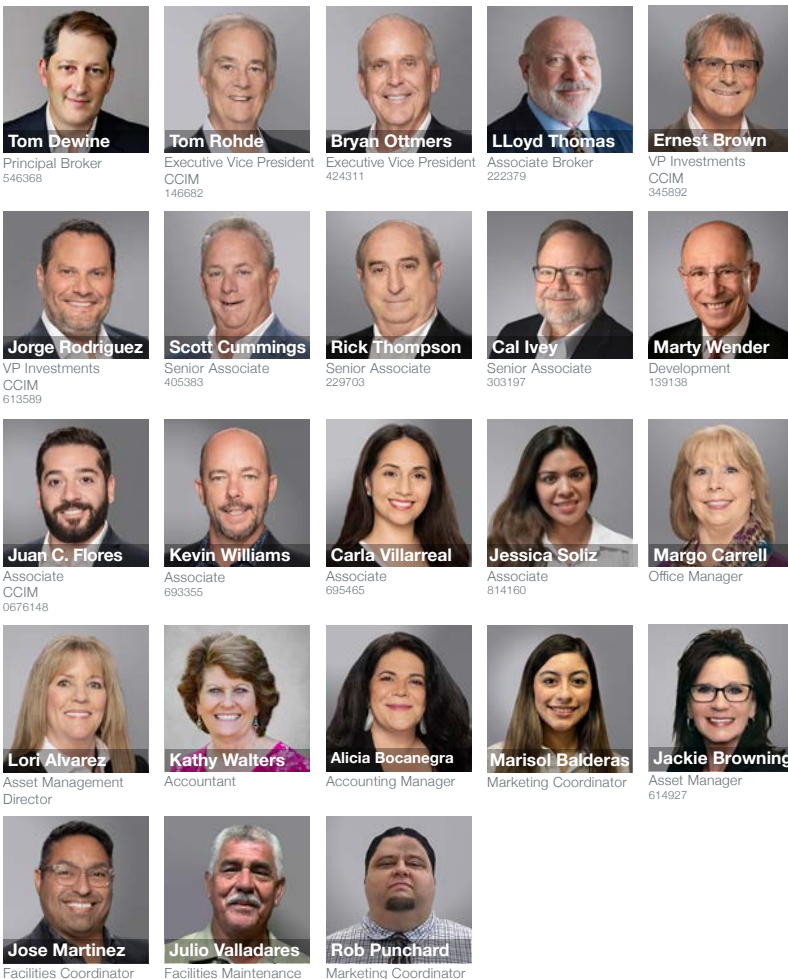 Tom Dewine
Principal Broker
546368
Tom Rohde
Executive Vice President
CCIM
146682
Bryan Ottmers
Executive Vice President
424311
LLoyd Thomas
Associate Broker
222379
Ernest Brown
VP Investments
CCIM
345892
Jorge Rodriguez
VP Investments
CCIM
613589
Scott Cummings
Senior Associate
405383
Rick Thompson
Senior Associate
229703
Cal Ivey
Senior Associate
303197
Marty Wender
Development
139138
Juan C. Flores
Associate
CCIM
0676148
Kevin Williams
Associate
693355
Carla Villarreal
Associate
695465
Jessica Soliz
Associate
814160
Margo Carrell
Office Manager
Lori Alvarez
Asset Management
Director
Kathy Walters
Accountant
Alicia Bocanegra
Accounting Manager
Marisol Balderas
Marketing Coordinator
Jackie Browning
Asset Manager
614927
Jose Martinez
Facilities Coordinator
Julio Valladares
Facilities Maintenance
Rob Punchard
Marketing Coordinator